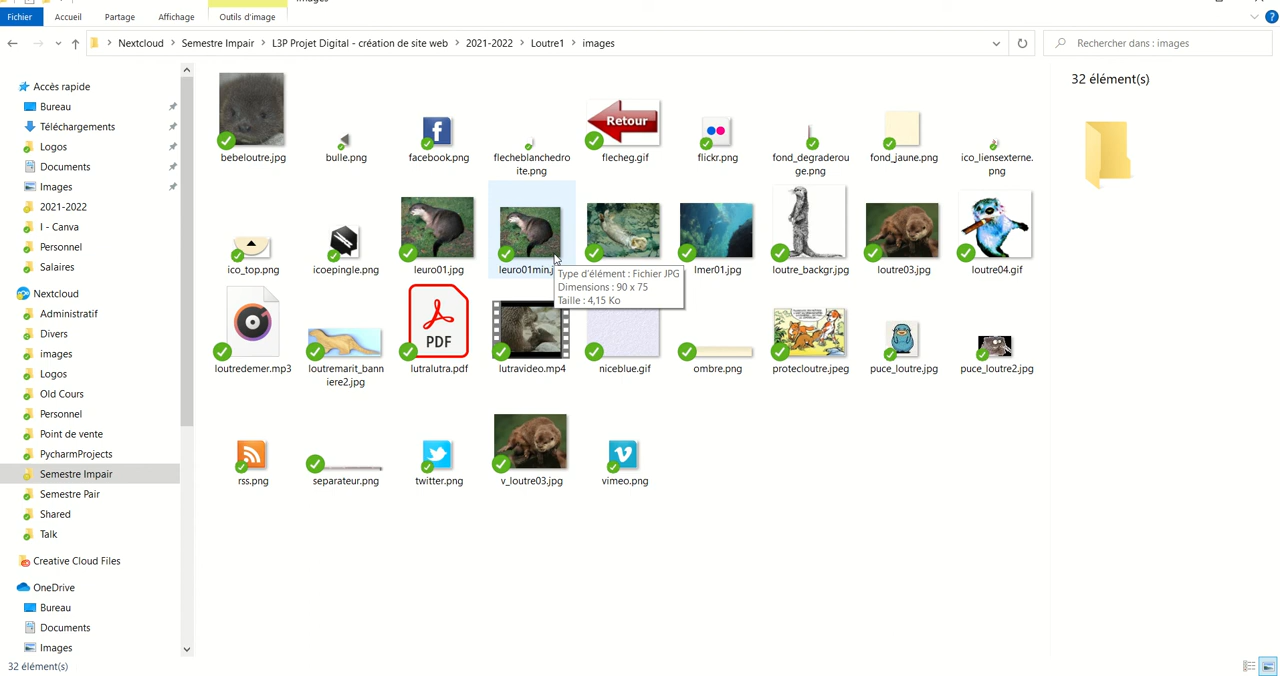 images
Fichier Accueil Partage Affichage Outils d'image
Nextcloud > Semestre Impair > L3P Projet Digital - création de site web > 2021-2022 > Loutre1 > images
Rechercher dans : images
Accès rapide
Bureau
Téléchargements
Logos
Documents
Images
2021-2022
I - Canva
Personnel
Salaires
Nextcloud
Administratif
Divers
images
Logos
Old Cours
Personnel
Point de vente
PycharmProjects
Semestre Impair
Semestre Pair
Shared
Talk
Creative Cloud Files
OneDrive
Bureau
Documents
Images
32 élément(s)
Retour
bebeloutre.jpg bulle.png facebook.png flecheblanchedro flecheg.gif flickr.png fond_degraderou fond_jaune.png ico_liensexterne.
ite.png ge.png png
ico_top.png icoepingle.png leuro01.jpg leuro01min.j lmer01.jpg loutre_backgr.jpg loutre03.jpg loutre04.gif
Type d'élément : Fichier JPG
Dimensions : 90 x 75
Taille : 4,15 Ko
PDF
loutredemer.mp3 loutremarit_bann lutralutra.pdf lutravideo.mp4 niceblue.gif ombre.png protecloutre.jpeg puce_loutre.jpg puce_loutre2.jpg
iere2.jpg
rss.png separateur.png twitter.png v_loutre03.jpg vimeo.png
32 élément(s)